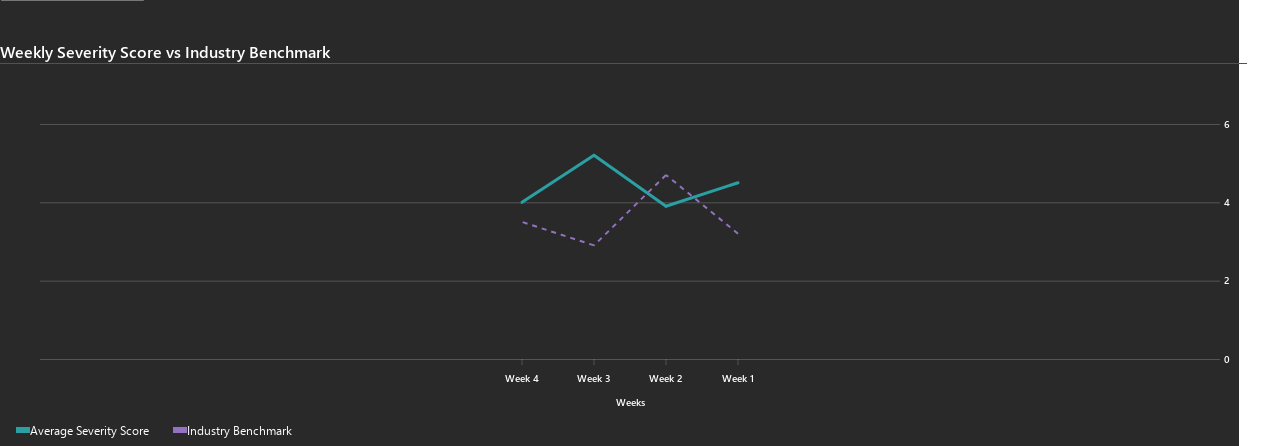 Weekly Severity Score vs Industry Benchmark
6
4
2
0
Week 4 Week 3 Week 2 Week 1
Weeks
Average Severity Score Industry Benchmark